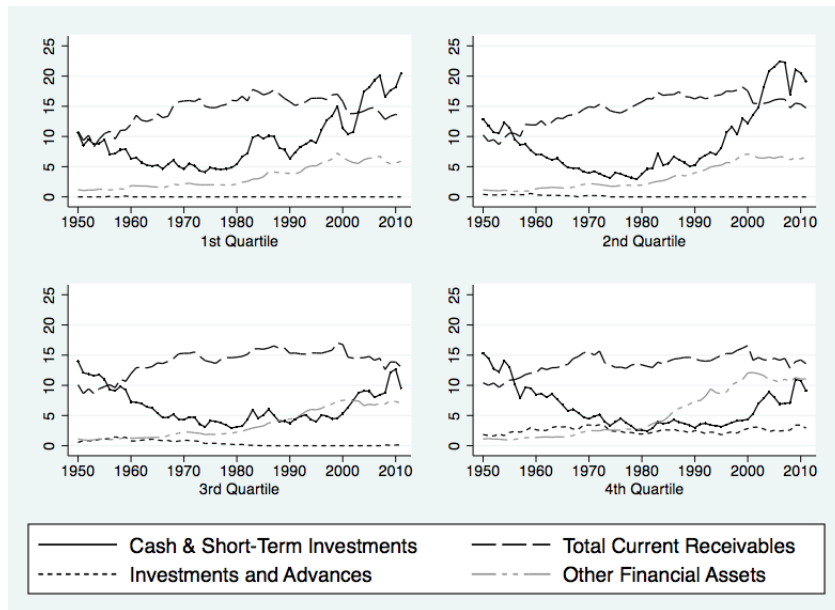 25
20
15
10
5
0
1950 1960 1970 1980 1990 2000 2010
1st Quartile
25
20
15
10
5
0
1950 1960 1970 1980 1990 2000 2010
2nd Quartile
25
20
15
10
5
0
1950 1960 1970 1980 1990 2000 2010
3rd Quartile
25
20
15
10
5
0
1950 1960 1970 1980 1990 2000 2010
4th Quartile
Cash & Short-Term Investments
Total Current Receivables
Investments and Advances
Other Financial Assets